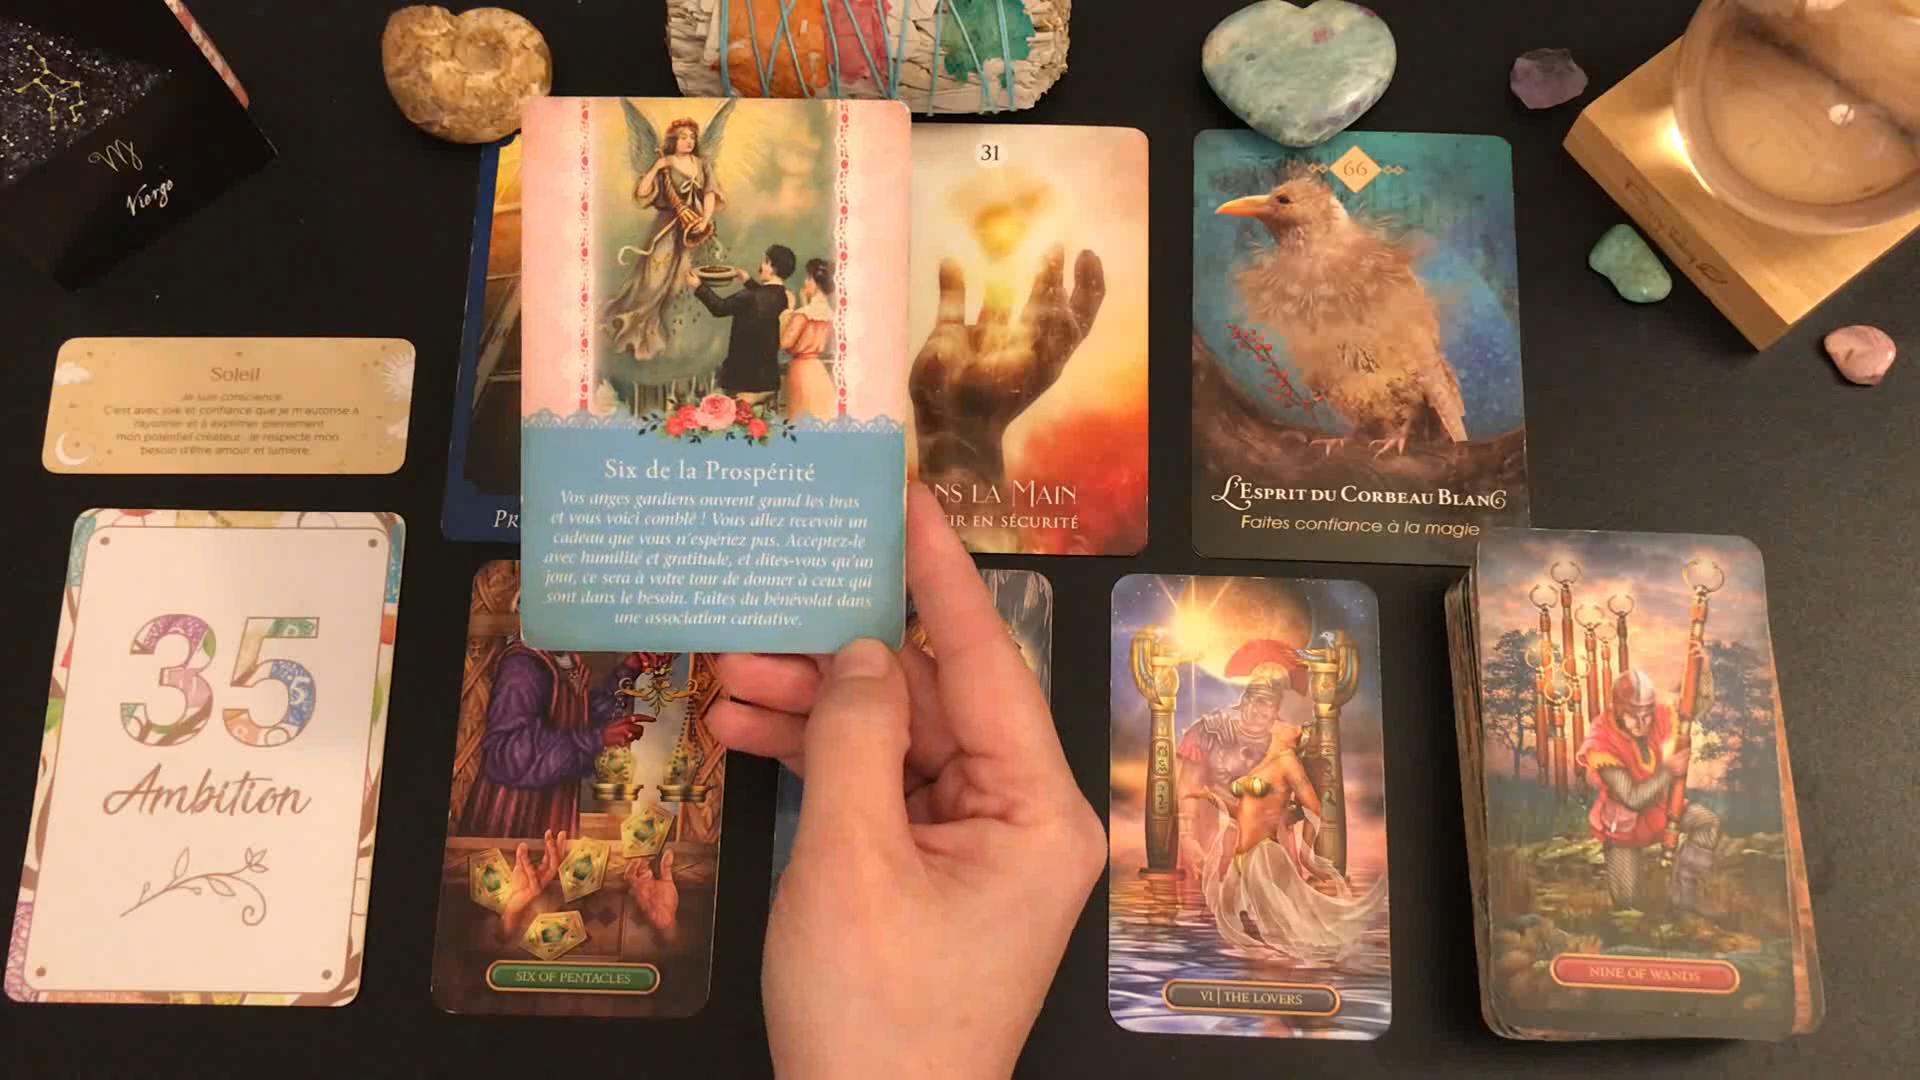 Vierge
Soleil
Je suis conscience.
C'est avec joie et confiance que je m'autorise à
rayonner et à exprimer pleinement
mon potentiel créateur. Je respecte mon
besoin d'être amour et lumière.
35
Ambition
PR
Six de la Prospérité
Vos anges gardiens ouvrent grand les bras
et vous voici comblé ! Vous allez recevoir un
cadeau que vous n'espériez pas. Acceptez-le
avec humilité et gratitude, et dites-vous qu'un
jour, ce sera à votre tour de donner à ceux qui
sont dans le besoin. Faites du bénévolat dans
une association caritative.
31
NS LA MAIN
TIR EN SÉCURITÉ
66
L'ESPRIT DU CORBEAU BLANC
Faites confiance à la magie
SIX OF PENTACLES
VI | THE LOVERS
NINE OF WANDS